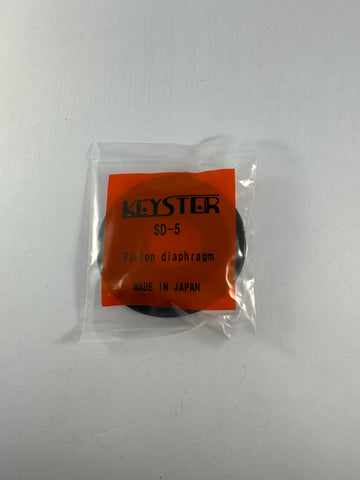 KEYSTER
SD-5
Piston diaphragm
MADE IN JAPAN